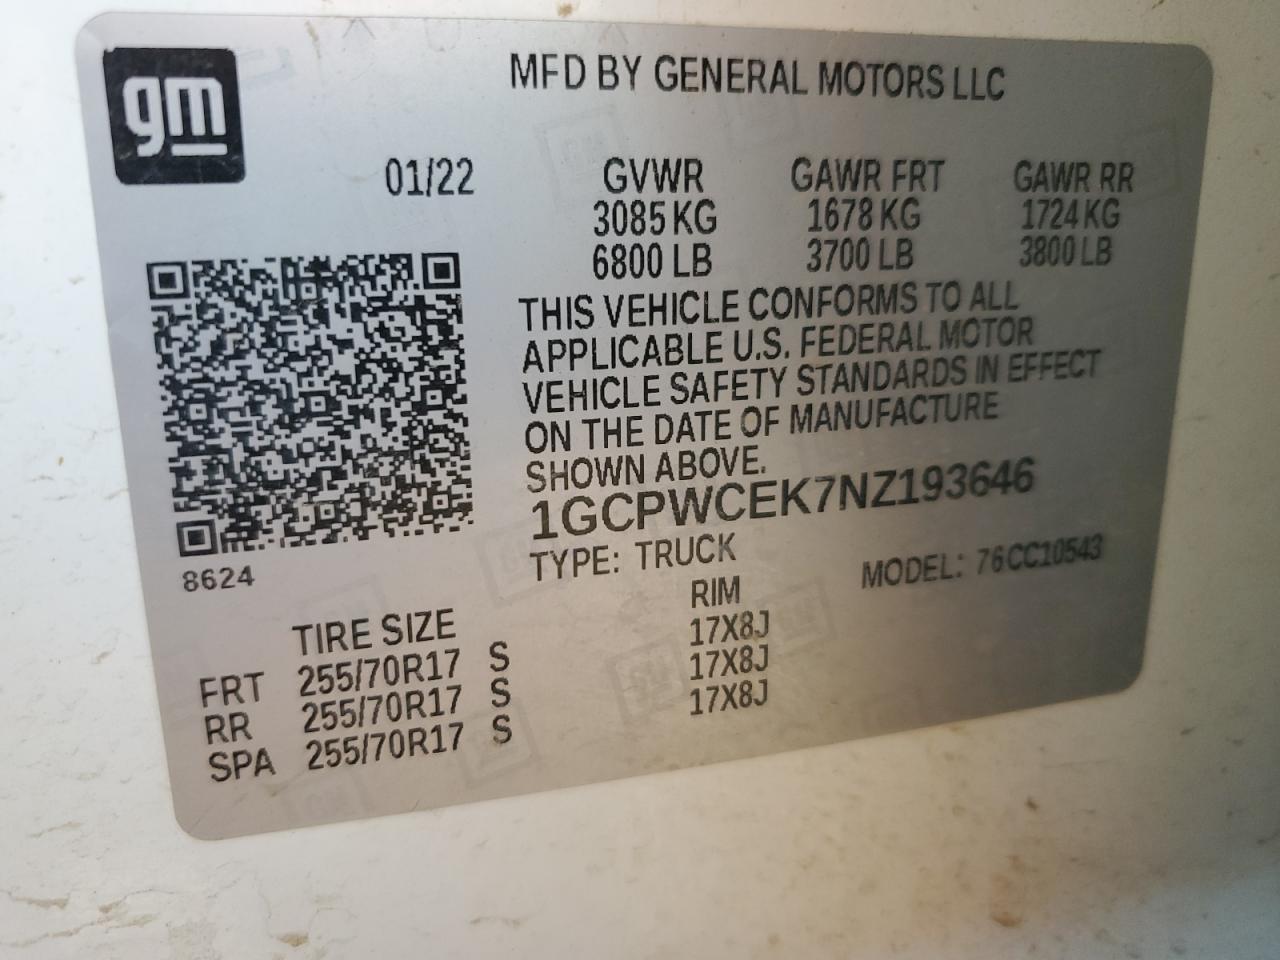 gm
MFD BY GENERAL MOTORS LLC
01/22 GVWR GAWR FRT GAWR RR
3085 KG 1678 KG 1724 KG
6800 LB 3700 LB 3800 LB
THIS VEHICLE CONFORMS TO ALL
APPLICABLE U.S. FEDERAL MOTOR
VEHICLE SAFETY STANDARDS IN EFFECT
ON THE DATE OF MANUFACTURE
SHOWN ABOVE.
1GCPWCEK7NZ193646
TYPE: TRUCK MODEL: 76CC10543
8624
TIRE SIZE RIM
FRT 255/70R17 S 17X8J
RR 255/70R17 S 17X8J
SPA 255/70R17 S 17X8J